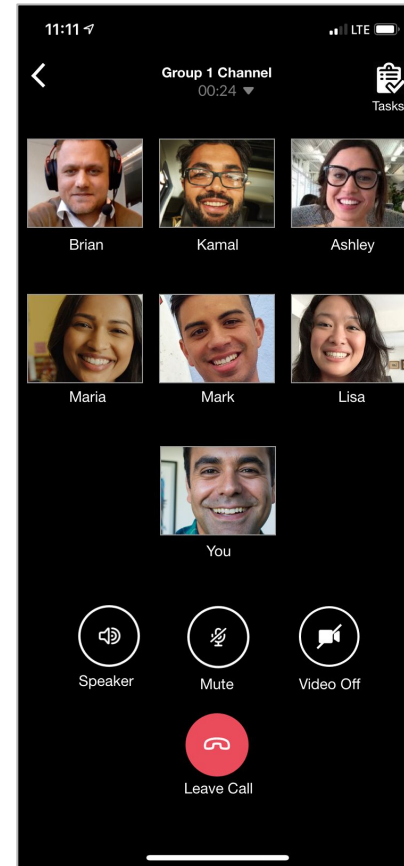 11:11 LTE
Group 1 Channel
00:24
Tasks
Brian Kamal Ashley
Maria Mark Lisa
You
Speaker Mute Video Off
Leave Call